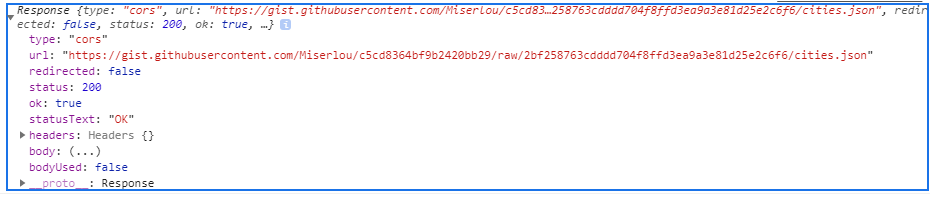 Response {type: "cors", url: "https://gist.githubusercontent.com/Miserlou/c5cd83…258763cdddd704f8ffd3ea9a3e81d25e2c6f6/cities.json", redir
ected: false, status: 200, ok: true, …} i
type: "cors"
url: "https://gist.githubusercontent.com/Miserlou/c5cd8364bf9b2420bb29/raw/2bf258763cdddd704f8ffd3ea9a3e81d25e2c6f6/cities.json"
redirected: false
status: 200
ok: true
statusText: "OK"
headers: Headers {}
body: (...)
bodyUsed: false
__proto__: Response